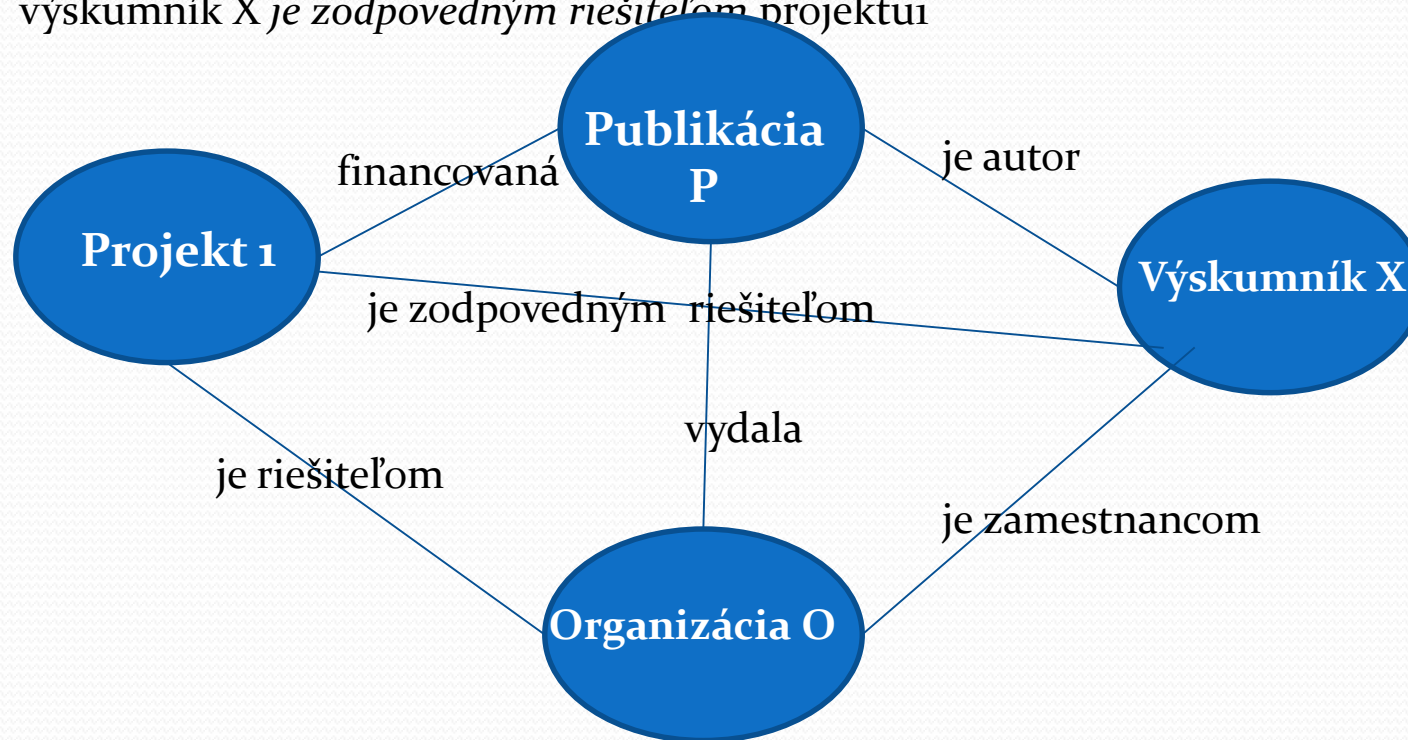 výskumník X je zodpovedným riešiteľom projektu1
Publikácia
P
financovaná
je autor
Projekt 1
Výskumník X
je zodpovedným riešiteľom
vydala
je riešiteľom
je zamestnancom
Organizácia O